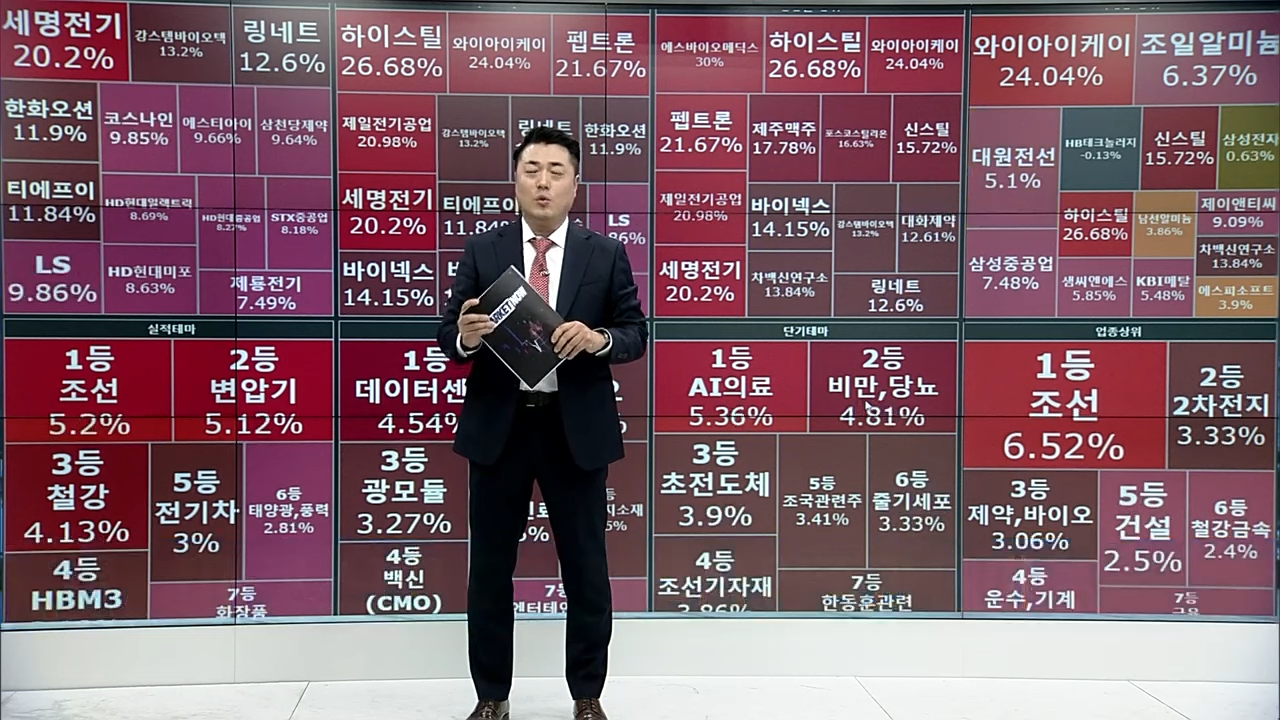 세명전기
20.2%
강스템바이오텍
13.2%
링네트
12.6%
한화오션
11.9%
코스나인
9.85%
에스티아이
9.66%
삼천당제약
9.64%
티에프이
11.84%
HD현대일렉트릭
8.69%
HD현대중공업
8.27%
STX중공업
8.18%
LS
9.86%
HD현대미포
8.63%
제룡전기
7.49%
하이스틸
26.68%
와이아이케이
24.04%
펩트론
21.67%
제일전기공업
20.98%
강스템바이오텍
13.2%
링네트
한화오션
11.9%
세명전기
20.2%
티에프이
11.84%
LS
바이넥스
14.15%
에스바이오메딕스
30%
하이스틸
26.68%
와이아이케이
24.04%
펩트론
21.67%
제주맥주
17.78%
포스코스틸리온
16.63%
신스틸
15.72%
제일전기공업
20.98%
바이넥스
14.15%
강스템바이오텍
13.2%
대화제약
12.61%
세명전기
20.2%
차백신연구소
13.84%
링네트
12.6%
와이아이케이
24.04%
조일알미늄
6.37%
대원전선
5.1%
HB테크놀러지
-0.13%
신스틸
15.72%
삼성전자
0.63%
하이스틸
26.68%
남선알미늄
3.86%
제이앤티씨
9.09%
삼성중공업
7.48%
차백신연구소
13.84%
샘씨엔에스
5.85%
KBI메탈
5.48%
에스피소프트
3.9%
MARKET NOW
실적테마
1등
조선
5.2%
2등
변압기
5.12%
3등
철강
4.13%
5등
전기차
3%
6등
태양광,풍력
2.81%
4등
HBM3
7등
화장품
1등
데이터센
4.54%
3등
광모듈
3.27%
4등
백신
(CMO)
7등
단기테마
1등
AI의료
5.36%
2등
비만,당뇨
4.81%
3등
초전도체
3.9%
5등
조국관련주
3.41%
6등
줄기세포
3.33%
4등
조선기자재
3.86%
7등
한동훈관련
업종상위
1등
조선
6.52%
2등
2차전지
3.33%
3등
제약,바이오
3.06%
5등
건설
2.5%
6등
철강금속
2.4%
4등
운수,기계
7등